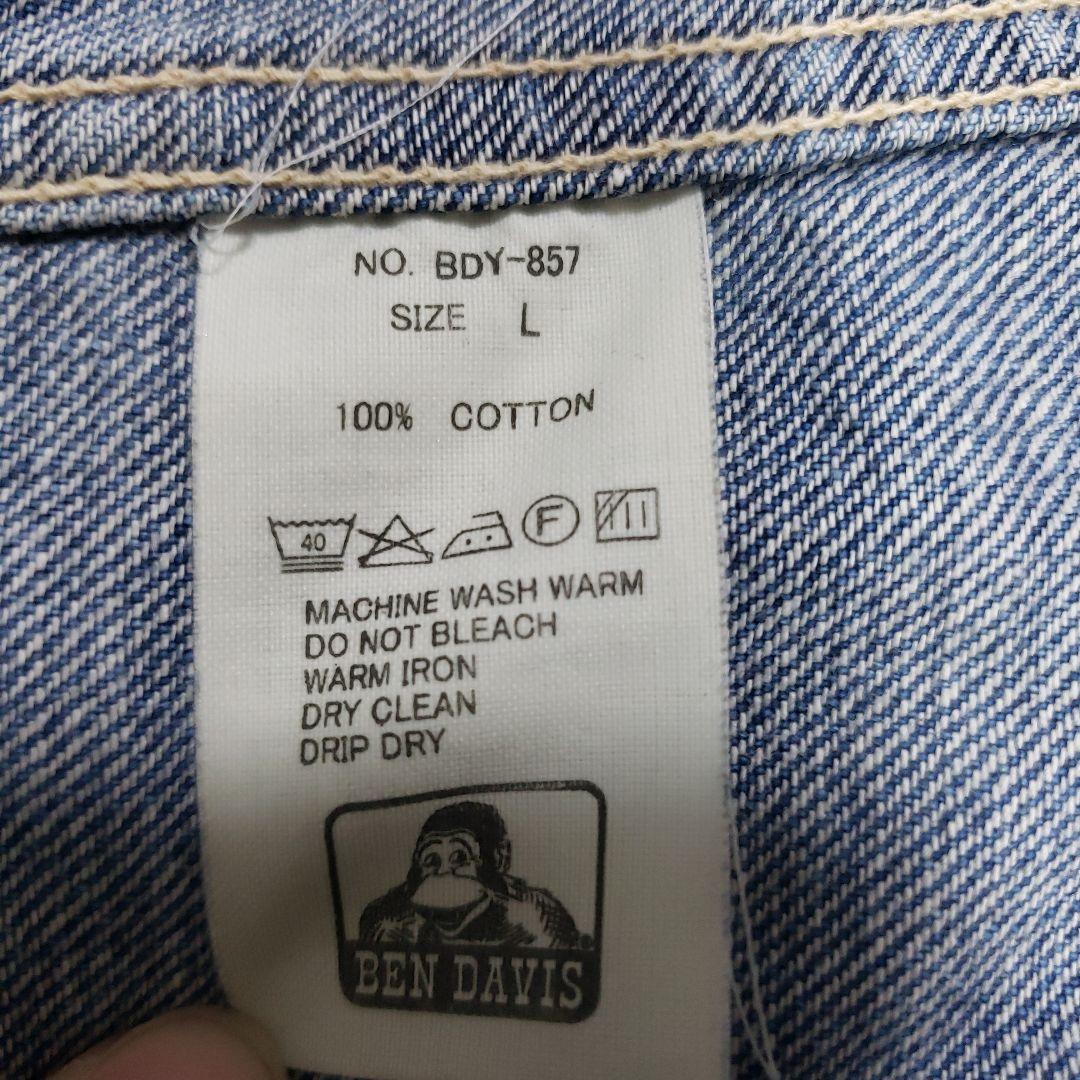 NO. BDY-857
SIZE L
100% COTTON
40 F
MACHINE WASH WARM
DO NOT BLEACH
WARM IRON
DRY CLEAN
DRIP DRY
BEN DAVIS
®